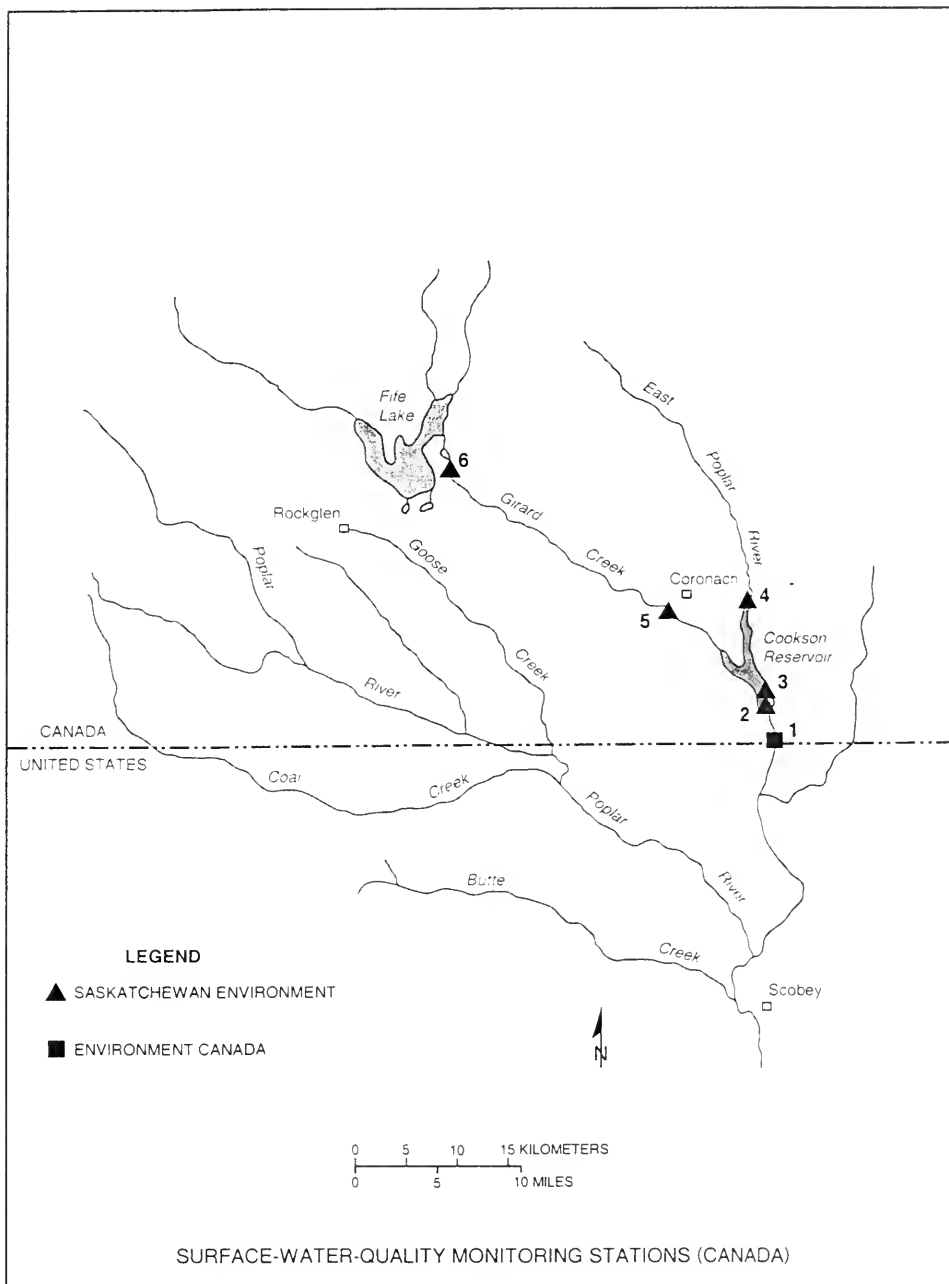 Fife
Lake
6
East
Poplar
River
Rockglen
Girard
Creek
Goose
Creek
Poplar
River
Coronach
4
5
Cookson
Reservoir
3
2
1
CANADA
UNITED STATES
Coal
Creek
Poplar
River
Butte
Creek
Scobey
LEGEND
SASKATCHEWAN ENVIRONMENT
ENVIRONMENT CANADA
N
0 5 10 15 KILOMETERS
0 5 10 MILES
SURFACE-WATER-QUALITY MONITORING STATIONS (CANADA)